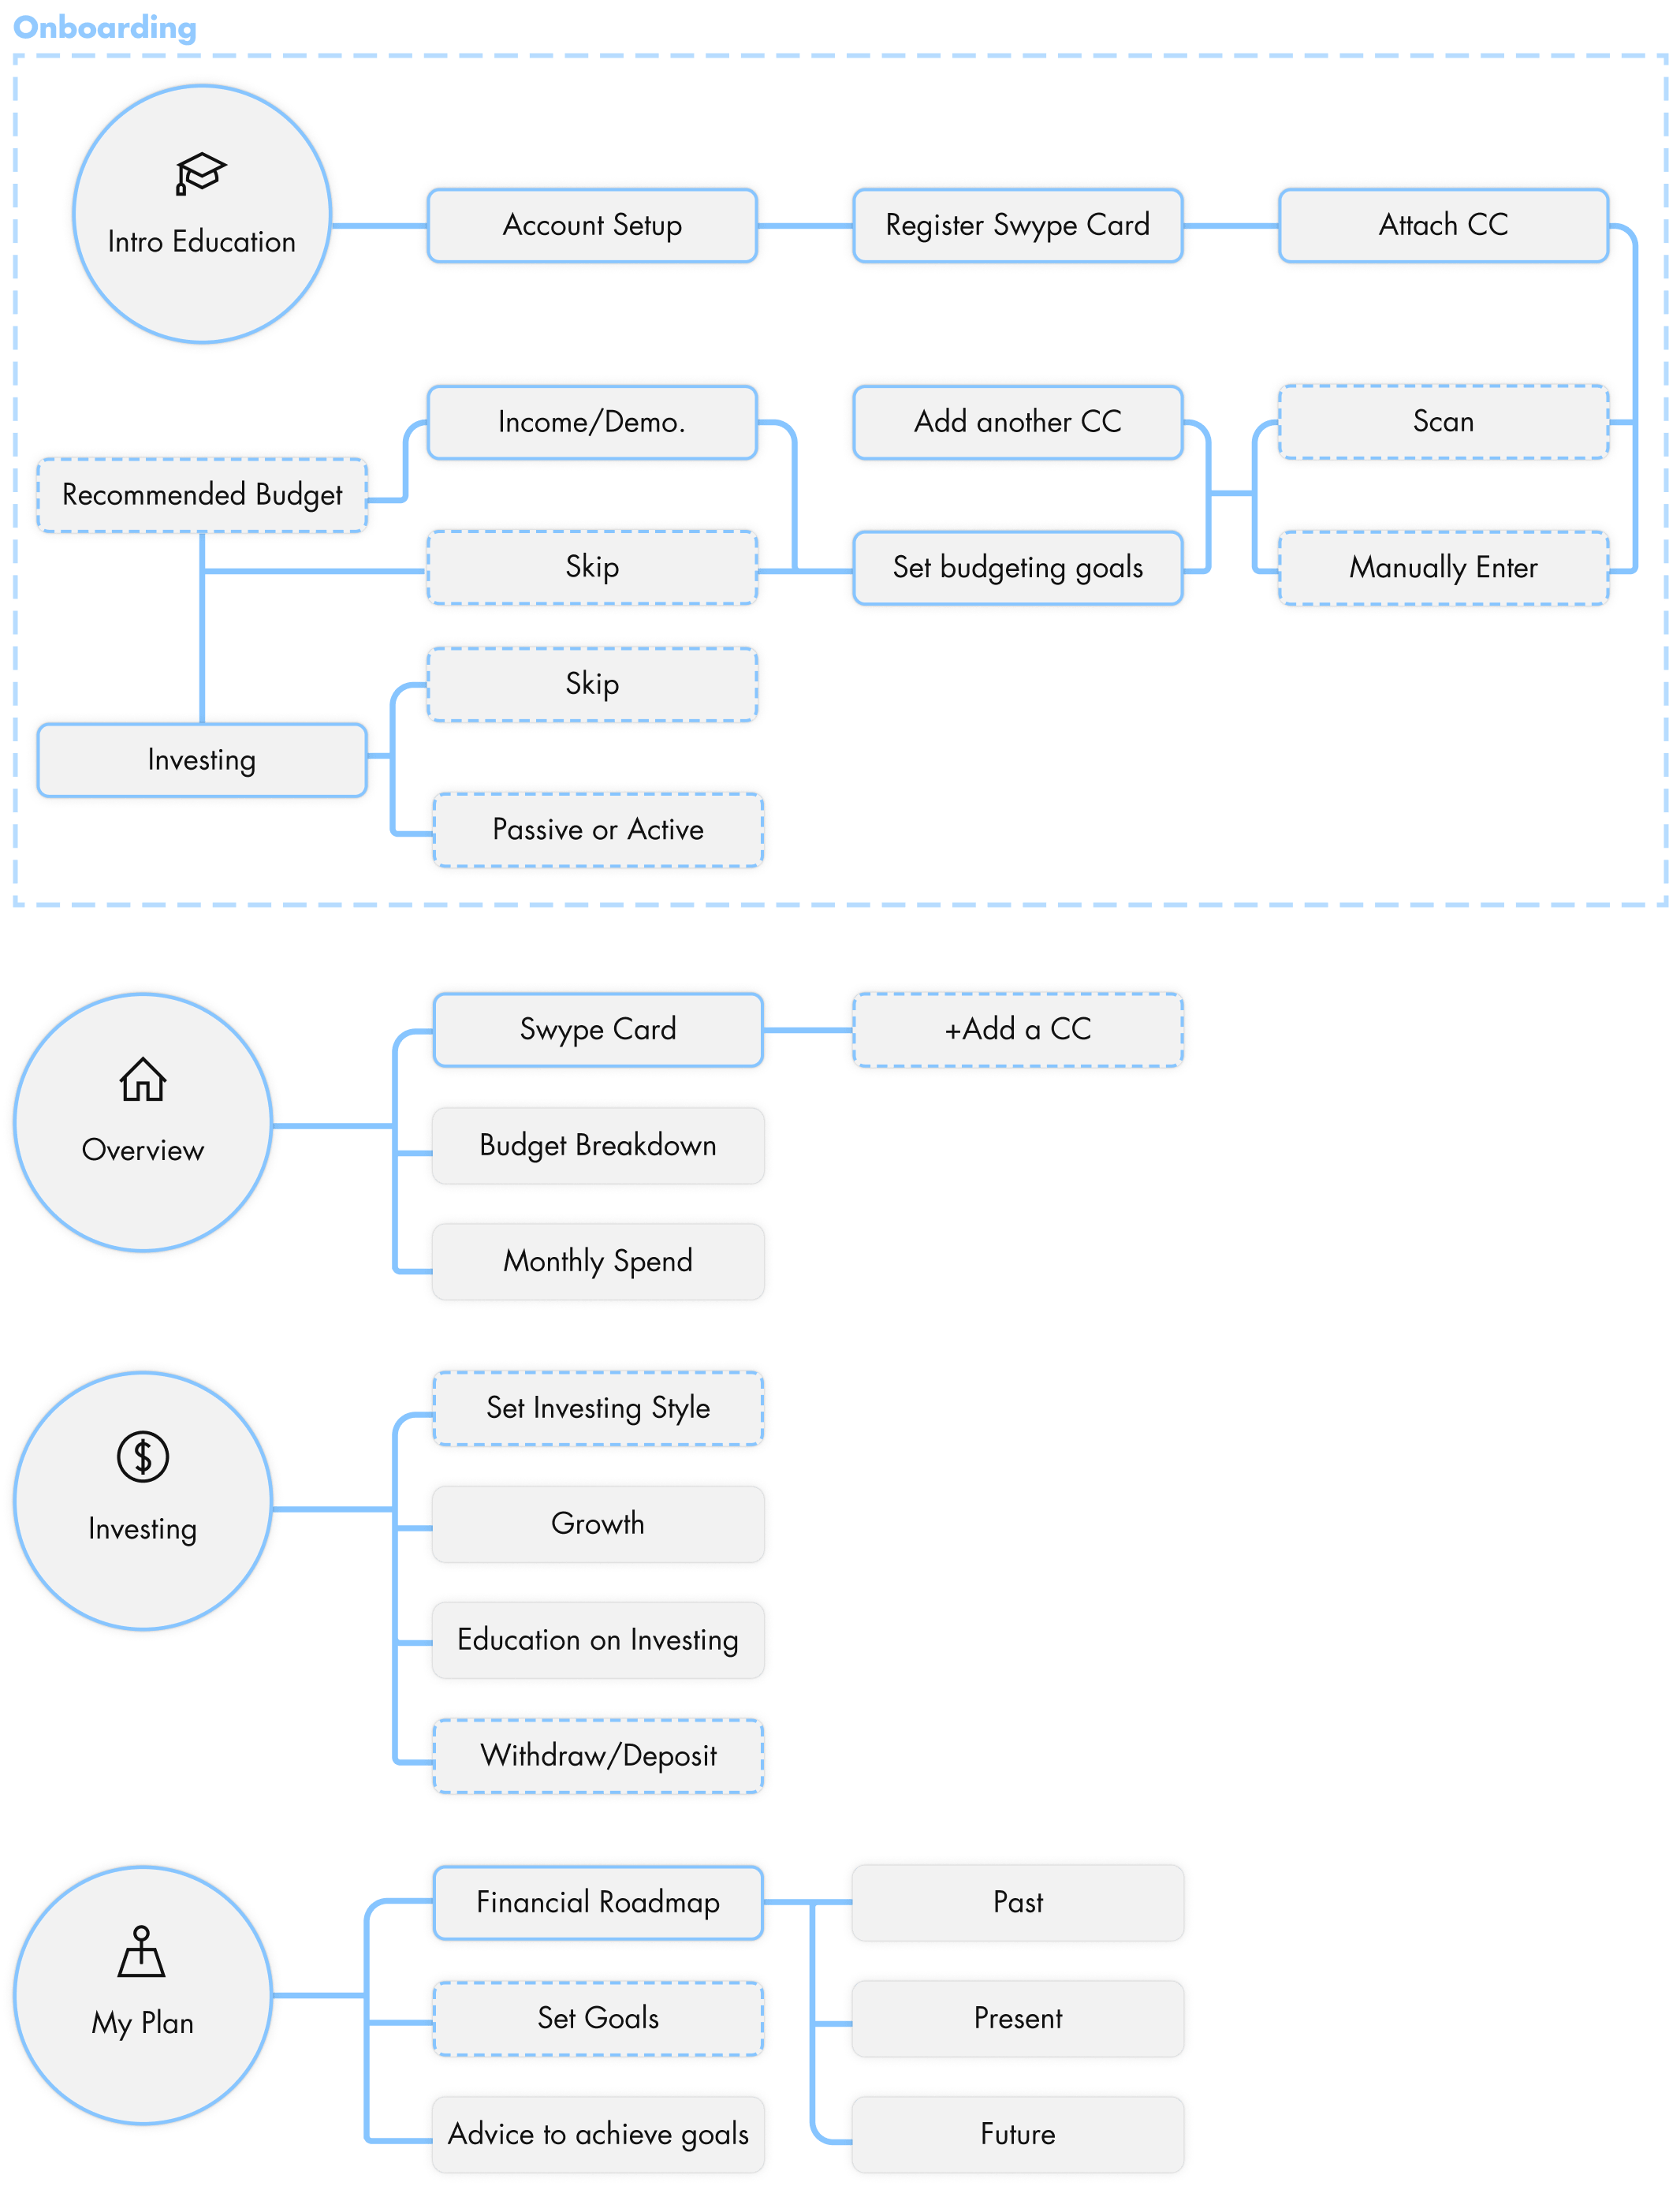 Onboarding
Intro Education
Account Setup
Register Swype Card
Attach CC
Income/Demo.
Add another CC
Scan
Recommended Budget
Skip
Set budgeting goals
Manually Enter
Skip
Investing
Passive or Active
Overview
Swype Card
+Add a CC
Budget Breakdown
Monthly Spend
Investing
Set Investing Style
Growth
Education on Investing
Withdraw/Deposit
My Plan
Financial Roadmap
Past
Set Goals
Present
Advice to achieve goals
Future